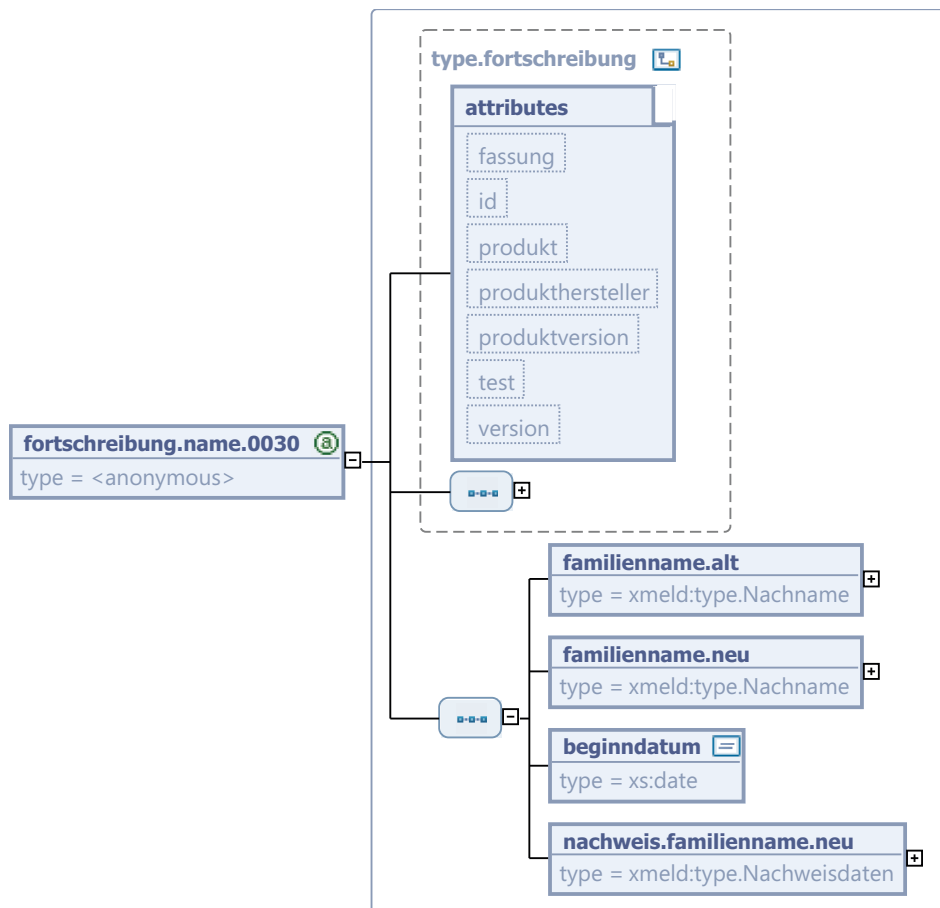 type.fortschreibung
attributes
fassung
id
produkt
produkthersteller
produktversion
test
version
fortschreibung.name.0030 @
type = <anonymous>
familienname.alt
type = xmeld:type.Nachname
familienname.neu
type = xmeld:type.Nachname
beginndatum
type = xs:date
nachweis.familienname.neu
type = xmeld:type.Nachweisdaten